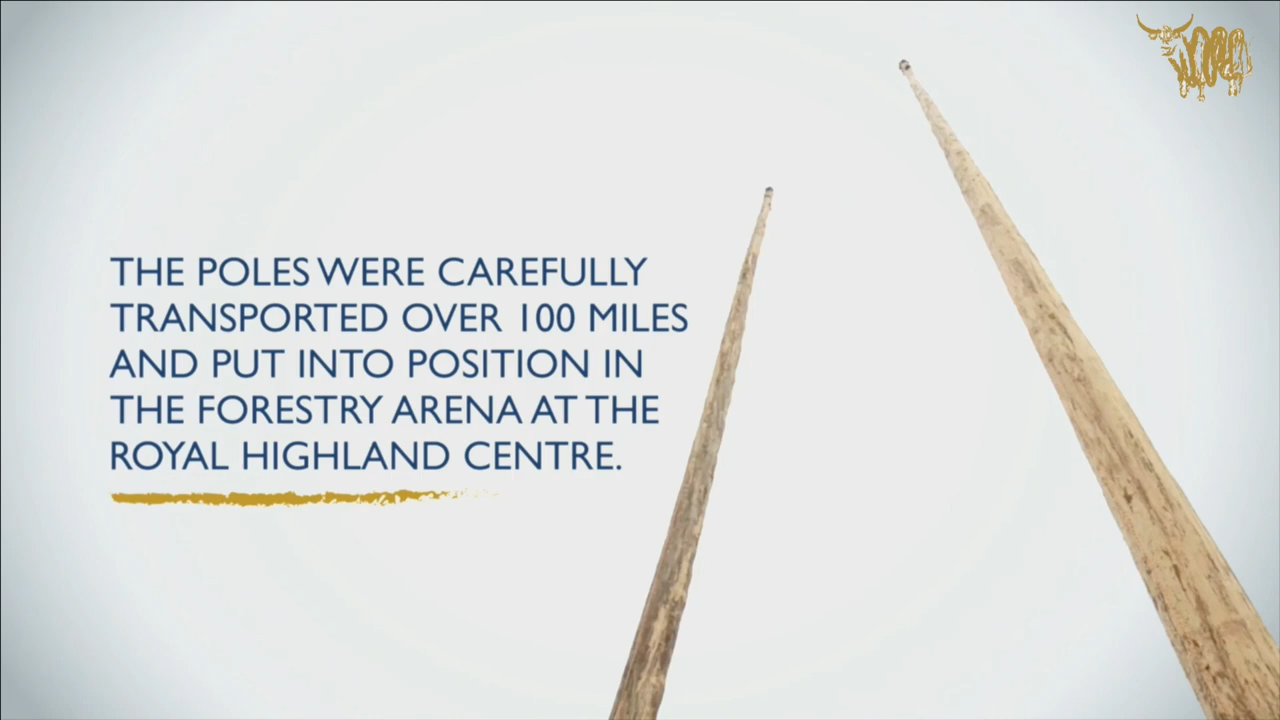 THE POLES WERE CAREFULLY
TRANSPORTED OVER 100 MILES
AND PUT INTO POSITION IN
THE FORESTRY ARENA AT THE
ROYAL HIGHLAND CENTRE.